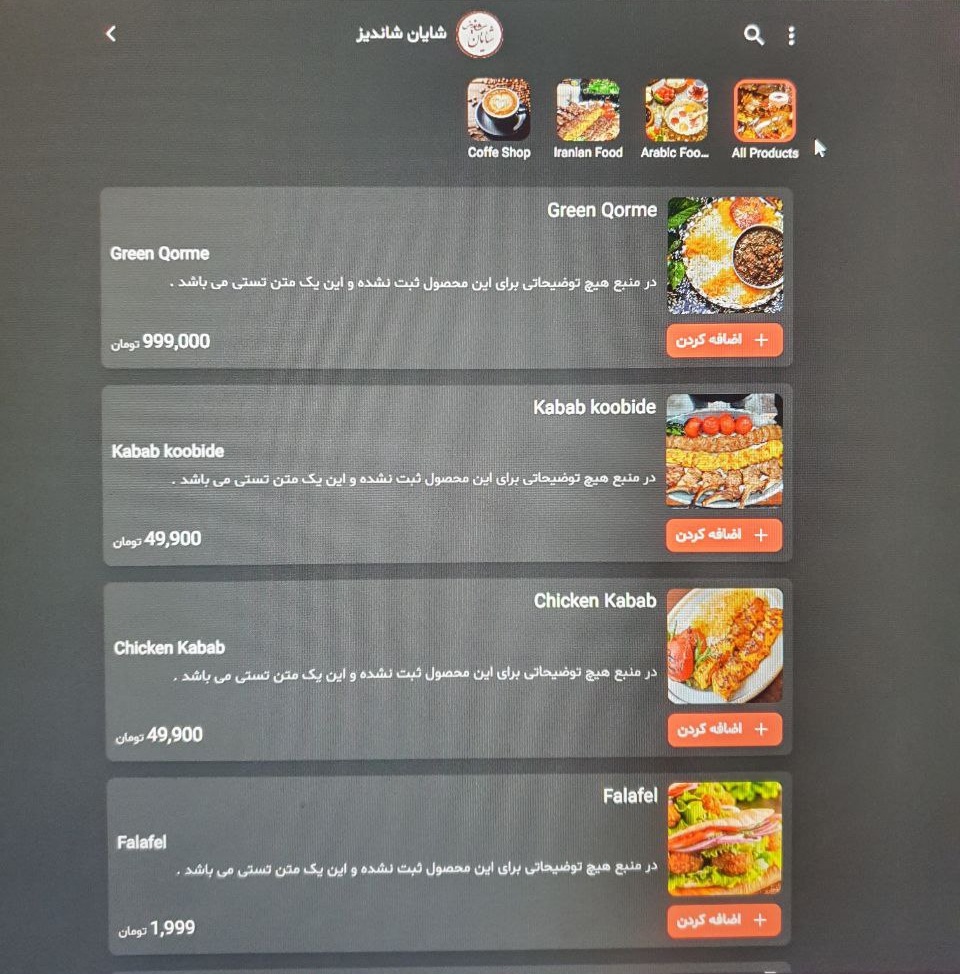 شایان شاندیز
All Products
Arabic Foo...
Iranian Food
Coffe Shop
Green Qorme
Green Qorme
در منبع هیچ توضیحاتی برای این محصول ثبت نشده و این یک متن تستی می باشد .
اضافه کردن +
999,000 تومان
Kabab koobide
Kabab koobide
در منبع هیچ توضیحاتی برای این محصول ثبت نشده و این یک متن تستی می باشد .
اضافه کردن +
49,900 تومان
Chicken Kabab
Chicken Kabab
در منبع هیچ توضیحاتی برای این محصول ثبت نشده و این یک متن تستی می باشد .
اضافه کردن +
49,900 تومان
Falafel
Falafel
در منبع هیچ توضیحاتی برای این محصول ثبت نشده و این یک متن تستی می باشد .
اضافه کردن +
1,999 تومان